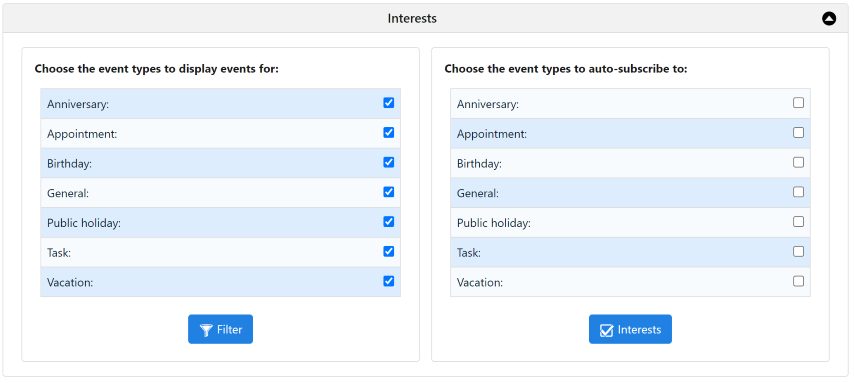 Interests
Choose the event types to display events for:
Anniversary:
Appointment:
Birthday:
General:
Public holiday:
Task:
Vacation:
Filter
Choose the event types to auto-subscribe to:
Anniversary:
Appointment:
Birthday:
General:
Public holiday:
Task:
Vacation:
Interests